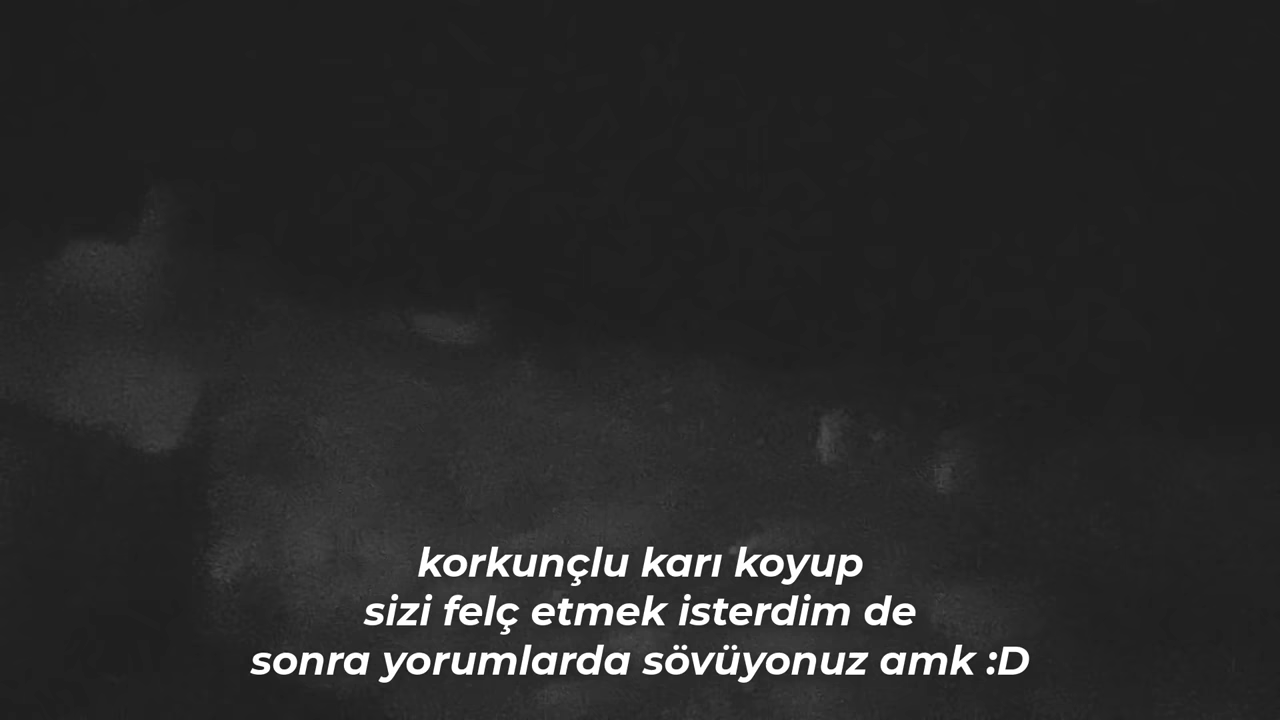 korkunçlu karı koyup
sizi felç etmek isterdim de
sonra yorumlarda sövüyonuz amk :D